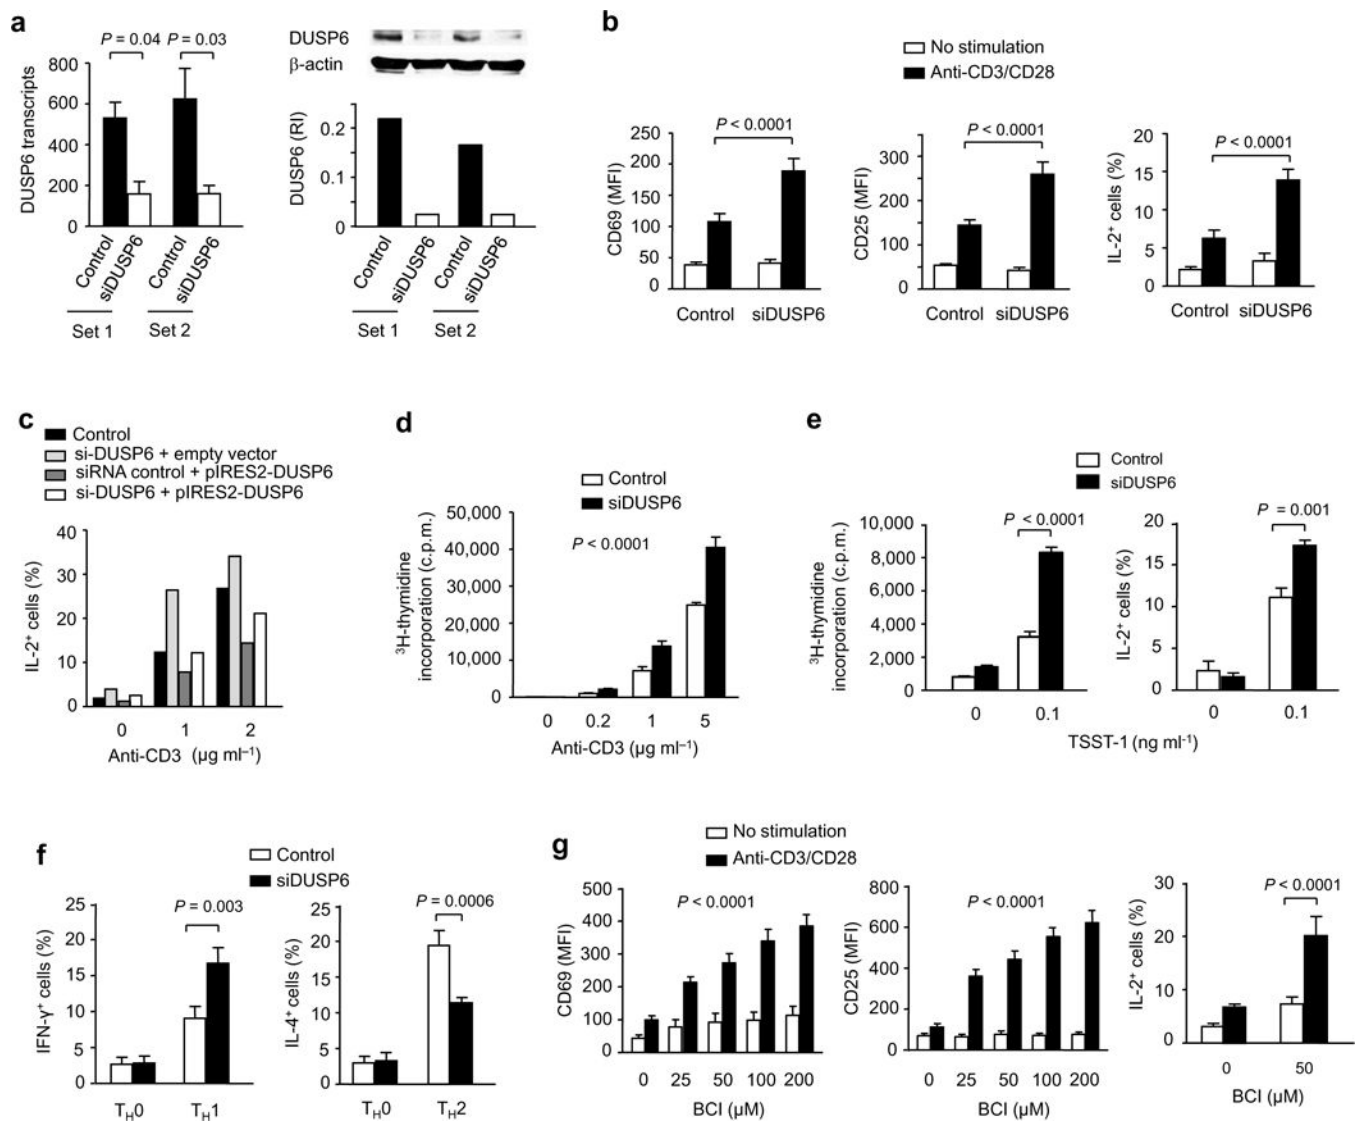 a
P = 0.04 P = 0.03
DUSP6 transcripts
800
600
400
200
0
Control
siDUSP6
Control
siDUSP6
Set 1
Set 2
DUSP6
β-actin
DUSP6 (RI)
0.2
0.1
0
Control
siDUSP6
Control
siDUSP6
Set 1
Set 2
b
No stimulation
Anti-CD3/CD28
P < 0.0001
CD69 (MFI)
250
200
150
100
50
0
Control siDUSP6
P < 0.0001
CD25 (MFI)
300
200
100
0
Control siDUSP6
P < 0.0001
IL-2⁺ cells (%)
20
15
10
5
0
Control siDUSP6
c
Control
si-DUSP6 + empty vector
siRNA control + pIRES2-DUSP6
si-DUSP6 + pIRES2-DUSP6
IL-2⁺ cells (%)
40
30
20
10
0
0 1 2
Anti-CD3 (µg ml⁻¹)
d
Control
siDUSP6
P < 0.0001
³H-thymidine
incorporation (c.p.m.)
50,000
40,000
30,000
20,000
10,000
0
0 0.2 1 5
Anti-CD3 (µg ml⁻¹)
e
Control
siDUSP6
P < 0.0001
³H-thymidine
incorporation (c.p.m.)
10,000
8,000
6,000
4,000
2,000
0
0 0.1
P = 0.001
IL-2⁺ cells (%)
20
15
10
5
0
0 0.1
TSST-1 (ng ml⁻¹)
f
Control
siDUSP6
P = 0.003
IFN-γ⁺ cells (%)
25
20
15
10
5
0
TH0 TH1
P = 0.0006
IL-4⁺ cells (%)
25
20
15
10
5
0
TH0 TH2
g
No stimulation
Anti-CD3/CD28
P < 0.0001
CD69 (MFI)
500
400
300
200
100
0
0 25 50 100 200
BCI (µM)
P < 0.0001
CD25 (MFI)
800
600
400
200
0
0 25 50 100 200
BCI (µM)
P < 0.0001
IL-2⁺ cells (%)
30
20
10
0
0 50
BCI (µM)